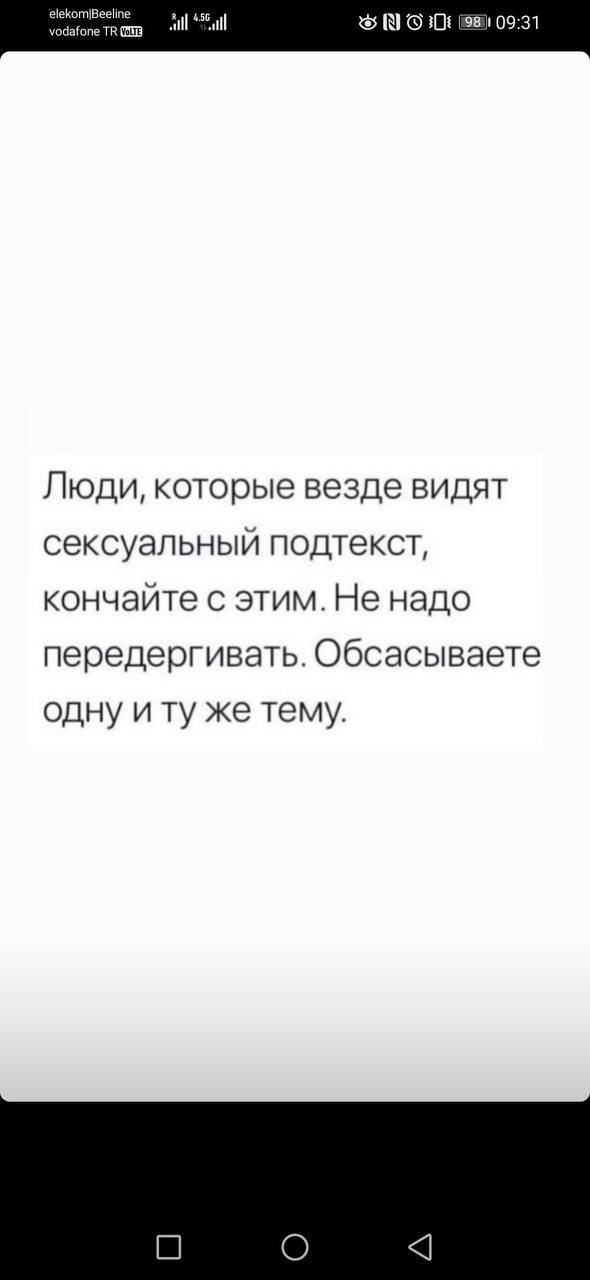 elekom|Beeline
vodafone TR VoLTE
R 4.5G
98 09:31
Люди, которые везде видят
сексуальный подтекст,
кончайте с этим. Не надо
передергивать. Обсасываете
одну и ту же тему.